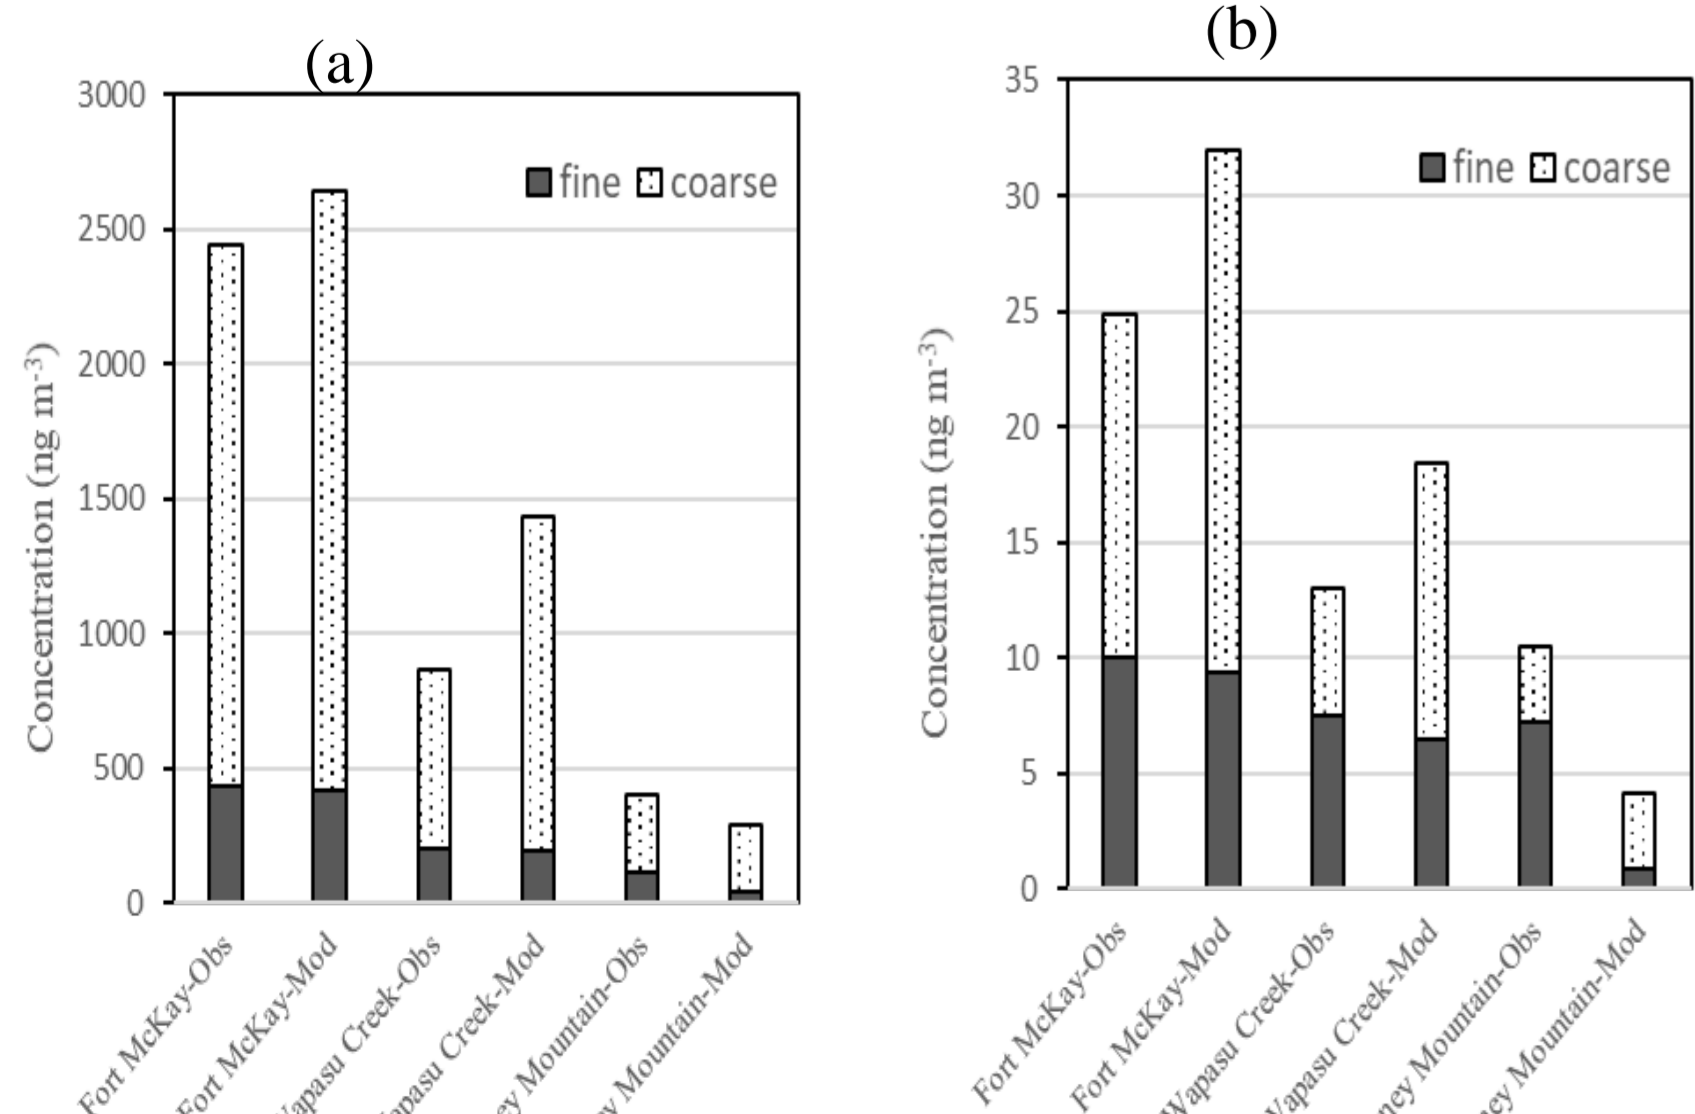 (a)
3000
2500
2000
1500
1000
500
0
Concentration (ng m⁻³)
fine coarse
Fort McKay-Obs
Fort McKay-Mod
Creek-Obs
Creek-Mod
Mountain-Obs
Mountain-Mod
(b)
35
30
25
20
15
10
5
0
Concentration (ng m⁻³)
fine coarse
Fort McKay-Obs
Fort McKay-Mod
Wapasu Creek-Obs
Creek-Mod
Mountain-Obs
Mountain-Mod